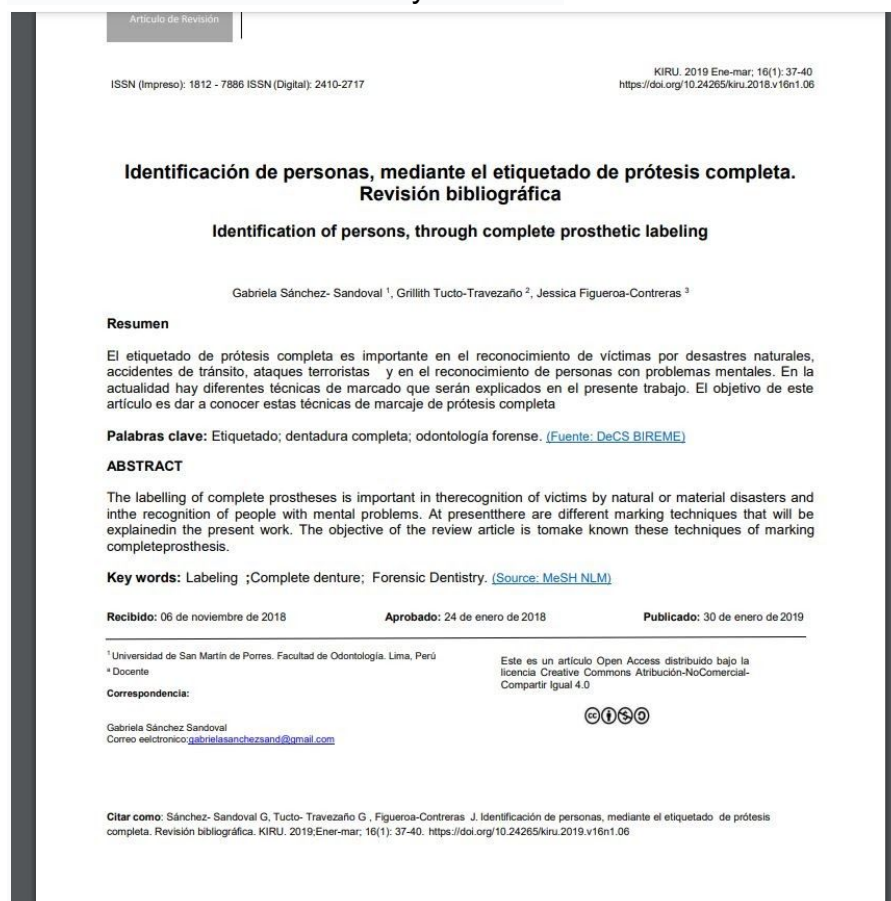 Artículo de Revisión
ISSN (Impreso): 1812 - 7886 ISSN (Digital): 2410-2717
KIRU. 2019 Ene-mar; 16(1): 37-40
https://doi.org/10.24265/kiru.2018.v16n1.06
Identificación de personas, mediante el etiquetado de prótesis completa.
Revisión bibliográfica
Identification of persons, through complete prosthetic labeling
Gabriela Sánchez- Sandoval ¹, Grillith Tucto-Travezaño ², Jessica Figueroa-Contreras ³
Resumen
El etiquetado de prótesis completa es importante en el reconocimiento de víctimas por desastres naturales,
accidentes de tránsito, ataques terroristas y en el reconocimiento de personas con problemas mentales. En la
actualidad hay diferentes técnicas de marcado que serán explicados en el presente trabajo. El objetivo de este
artículo es dar a conocer estas técnicas de marcaje de prótesis completa
Palabras clave: Etiquetado; dentadura completa; odontología forense. (Fuente: DeCS BIREME)
ABSTRACT
The labelling of complete prostheses is important in therecognition of victims by natural or material disasters and
inthe recognition of people with mental problems. At presentthere are different marking techniques that will be
explainedin the present work. The objective of the review article is tomake known these techniques of marking
completeprosthesis.
Key words: Labeling ;Complete denture; Forensic Dentistry. (Source: MeSH NLM)
Recibido: 06 de noviembre de 2018 Aprobado: 24 de enero de 2018 Publicado: 30 de enero de 2019
¹ Universidad de San Martín de Porres. Facultad de Odontología. Lima, Perú
ª Docente
Correspondencia:
Gabriela Sánchez Sandoval
Correo eelctronico:gabrielasanchezsand@gmail.com
Este es un artículo Open Access distribuido bajo la
licencia Creative Commons Atribución-NoComercial-
Compartir Igual 4.0
Citar como: Sánchez- Sandoval G, Tucto- Travezaño G , Figueroa-Contreras J. Identificación de personas, mediante el etiquetado de prótesis
completa. Revisión bibliográfica. KIRU. 2019;Ener-mar; 16(1): 37-40. https://doi.org/10.24265/kiru.2019.v16n1.06